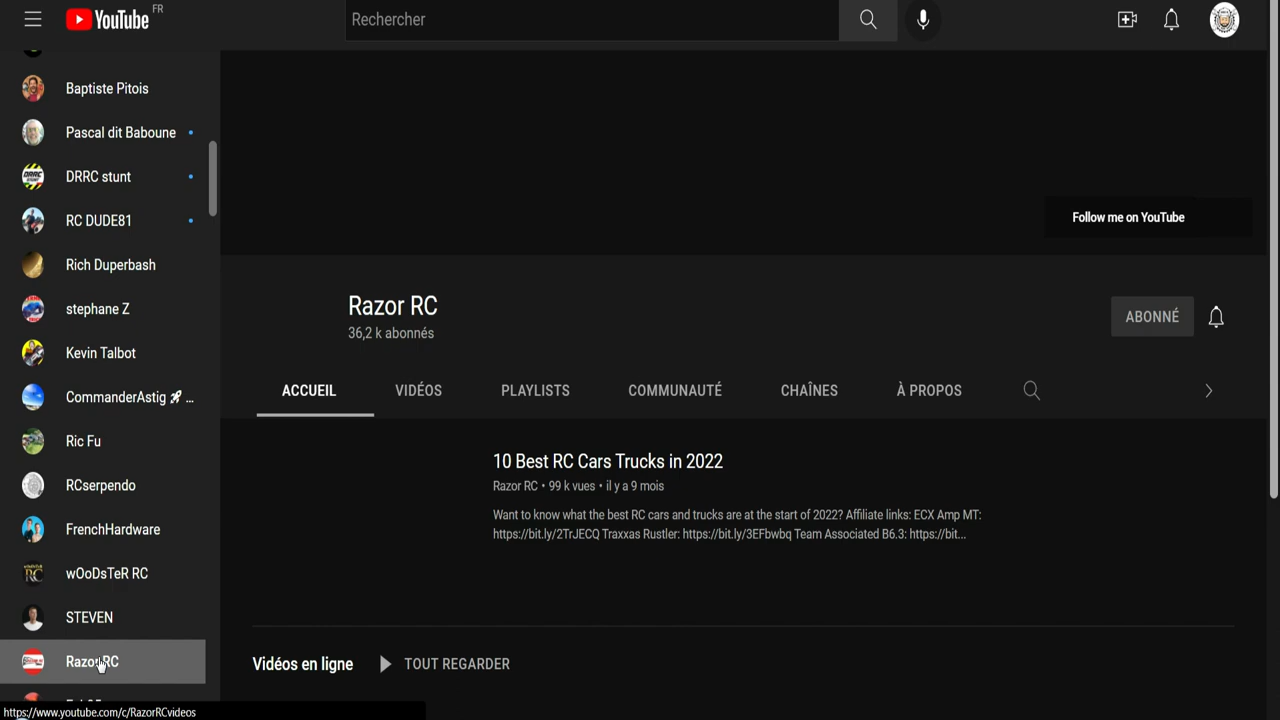 YouTube FR
Rechercher
Baptiste Pitois
Pascal dit Baboune
DRRC stunt
RC DUDE81
Rich Duperbash
stephane Z
Kevin Talbot
CommanderAstig 🚀 ...
Ric Fu
RCserpendo
FrenchHardware
wOoDsTeR RC
STEVEN
Razor RC
https://www.youtube.com/c/RazorRCvideos
Follow me on YouTube
Razor RC
36,2 k abonnés
ABONNÉ
ACCUEIL VIDÉOS PLAYLISTS COMMUNAUTÉ CHAÎNES À PROPOS
10 Best RC Cars Trucks in 2022
Razor RC • 99 k vues • il y a 9 mois
Want to know what the best RC cars and trucks are at the start of 2022? Affiliate links: ECX Amp MT:
https://bit.ly/2TrJECQ Traxxas Rustler: https://bit.ly/3EFbwbq Team Associated B6.3: https://bit...
Vidéos en ligne TOUT REGARDER